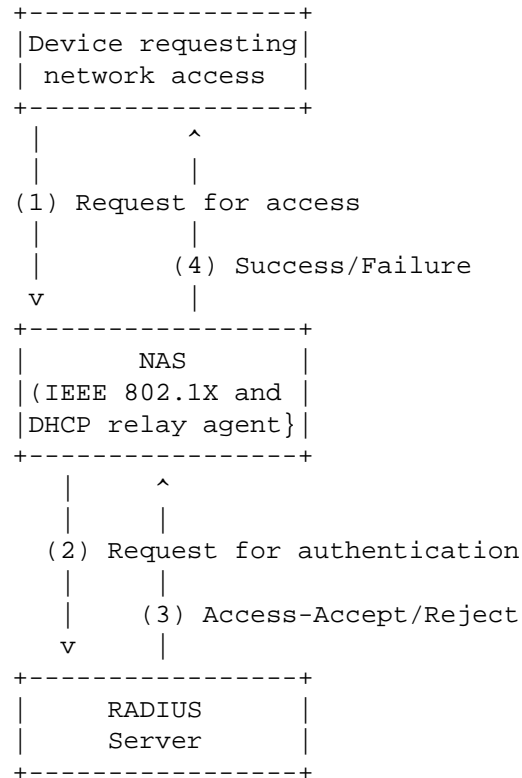 Device requesting
network access
(1) Request for access
(4) Success/Failure
NAS
(IEEE 802.1X and
DHCP relay agent}
(2) Request for authentication
(3) Access-Accept/Reject
RADIUS
Server